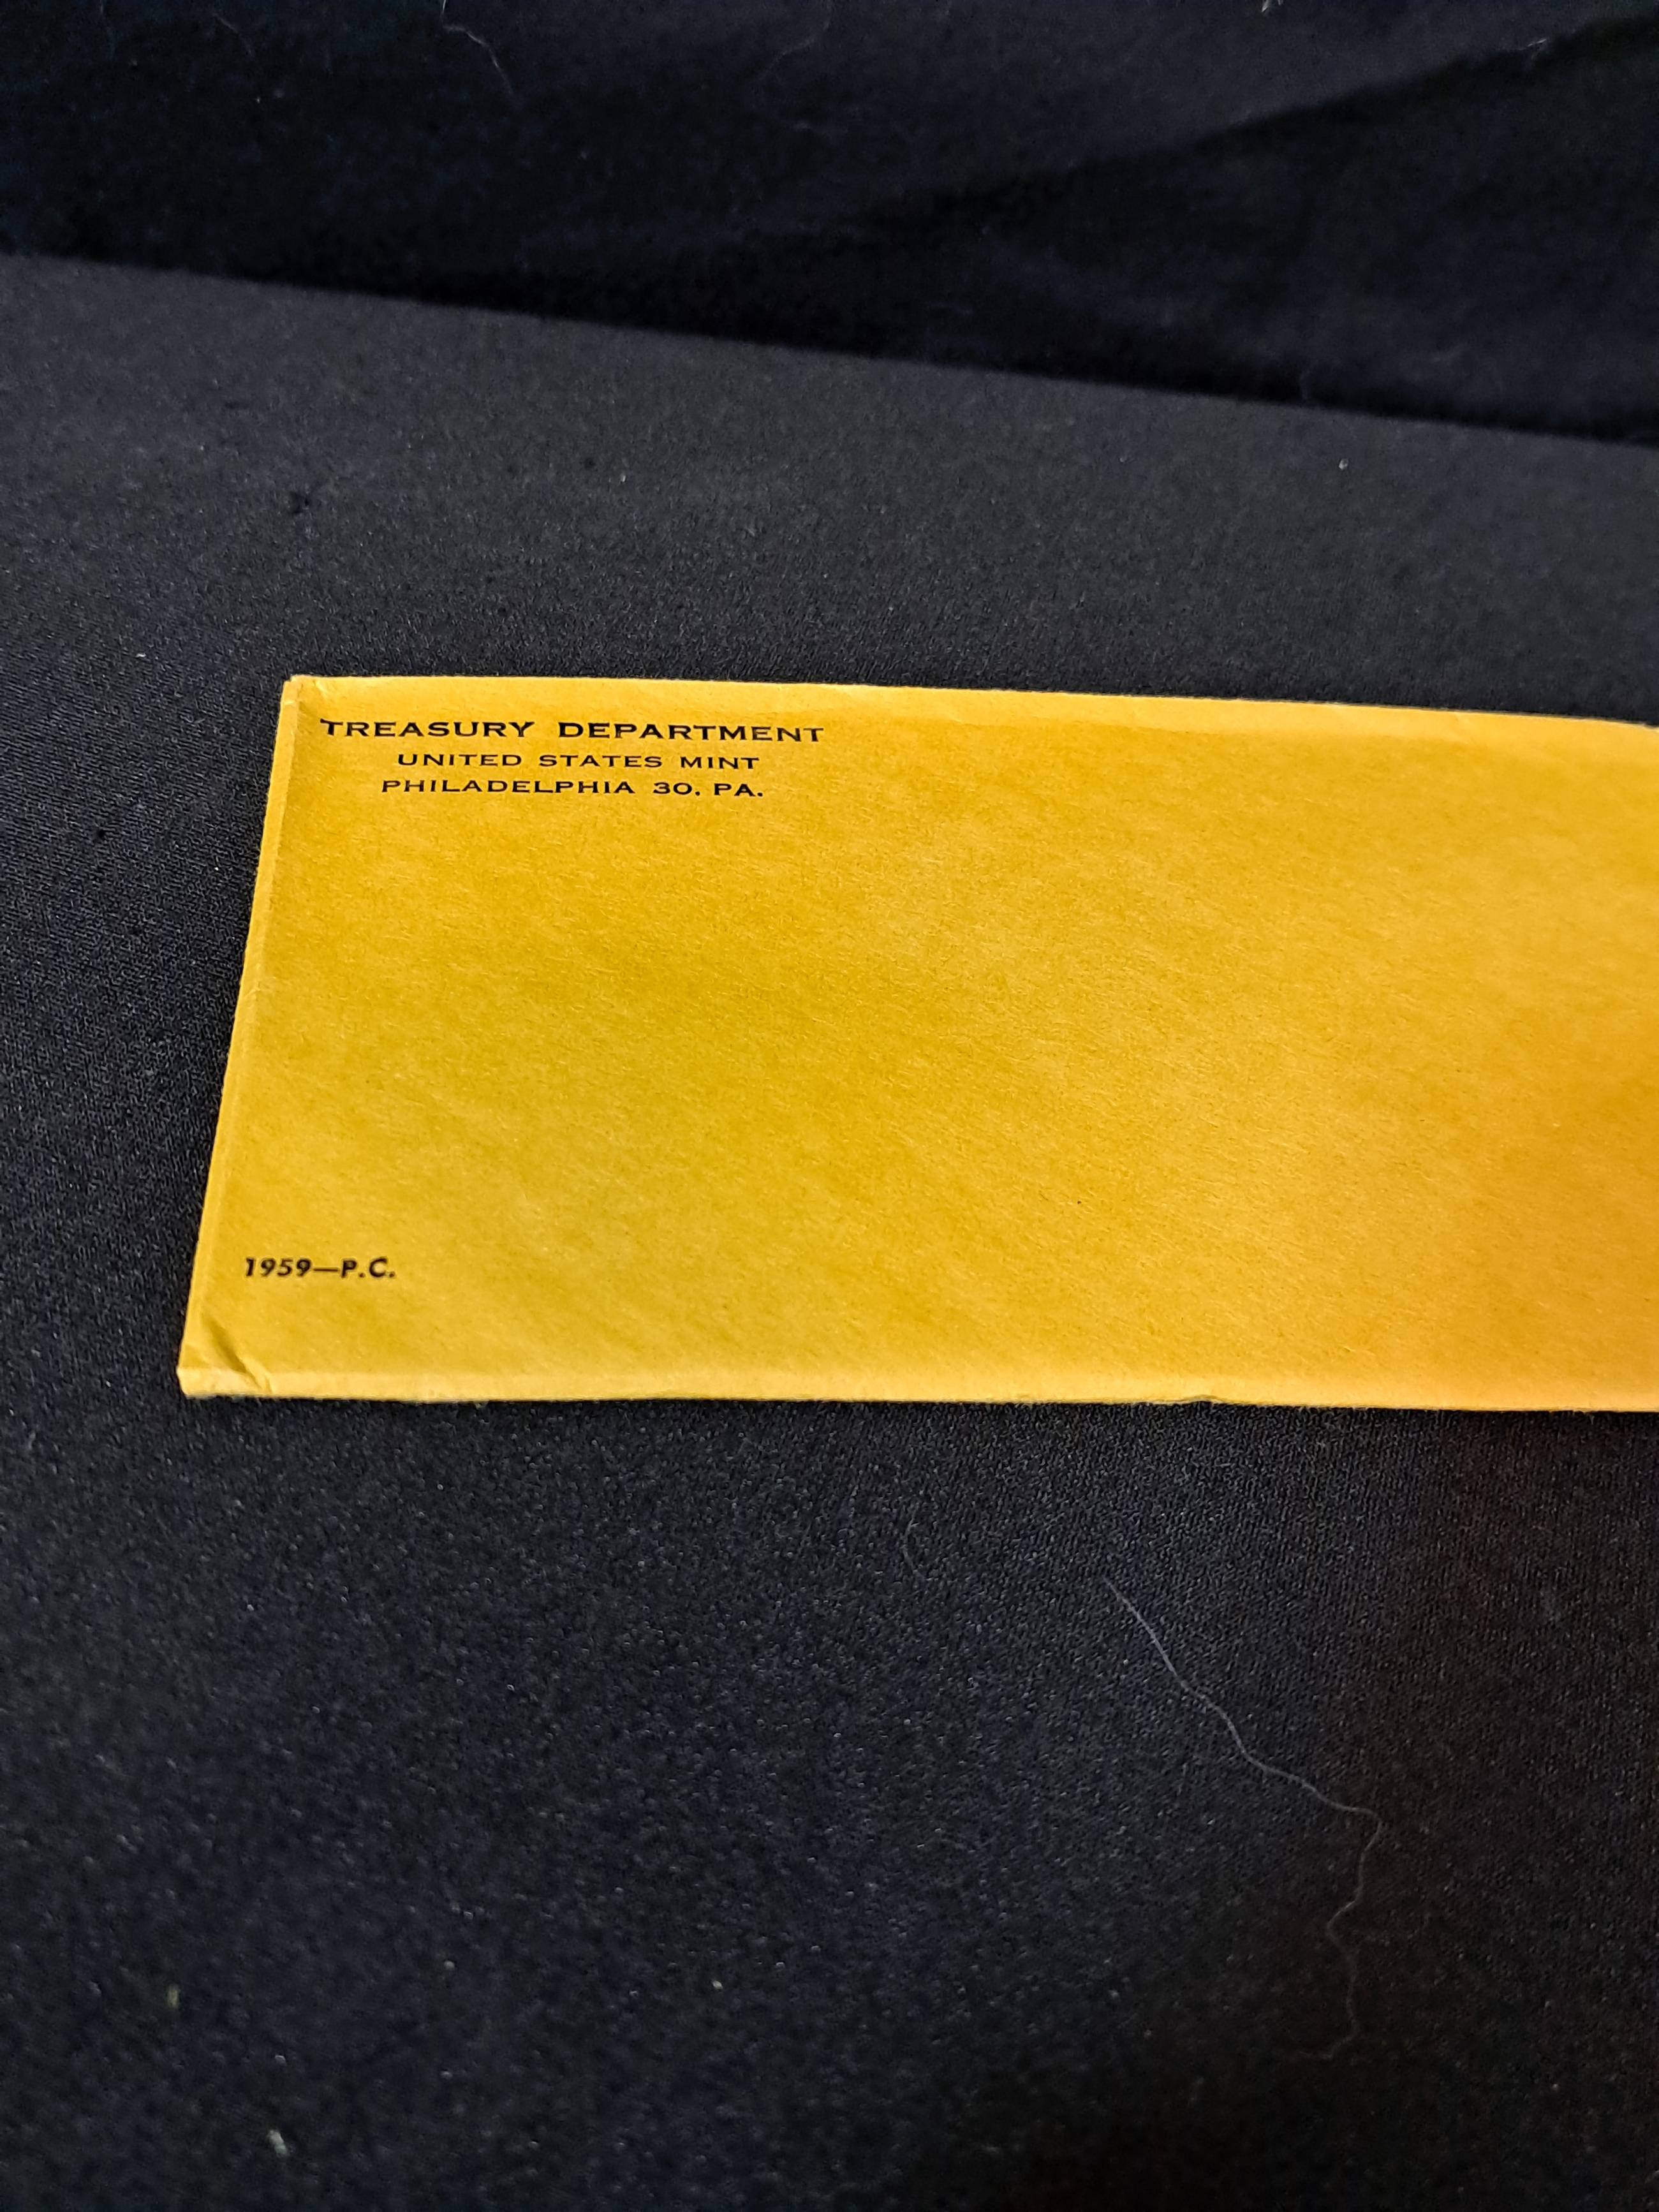 TREASURY DEPARTMENT
UNITED STATES MINT
PHILADELPHIA 30, PA.
1959—P.C.